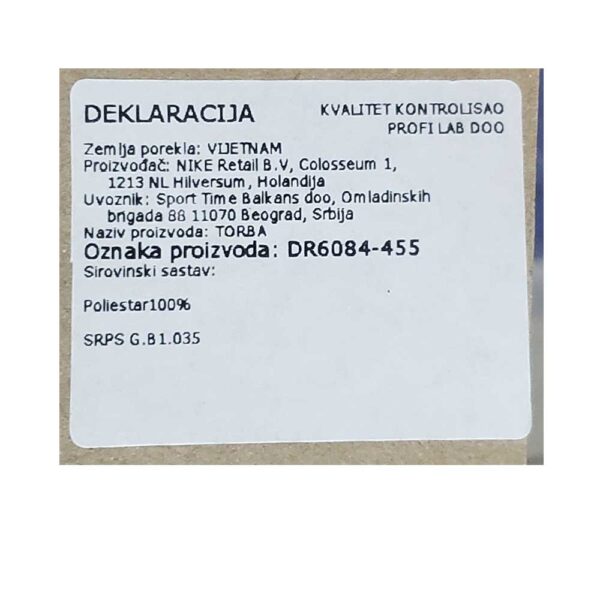 DEKLARACIJA
KVALITET KONTROLISAO
PROFI LAB DOO
Zemlja porekla: VIJETNAM
Proizvođač: NIKE Retail B.V, Colosseum 1,
1213 NL Hilversum, Holandija
Uvoznik: Sport Time Balkans doo, Omladinskih
brigada 88 11070 Beograd, Srbija
Naziv proizvoda: TORBA
Oznaka proizvoda: DR6084-455
Sirovinski sastav:
Poliestar100%
SRPS G.B1.035